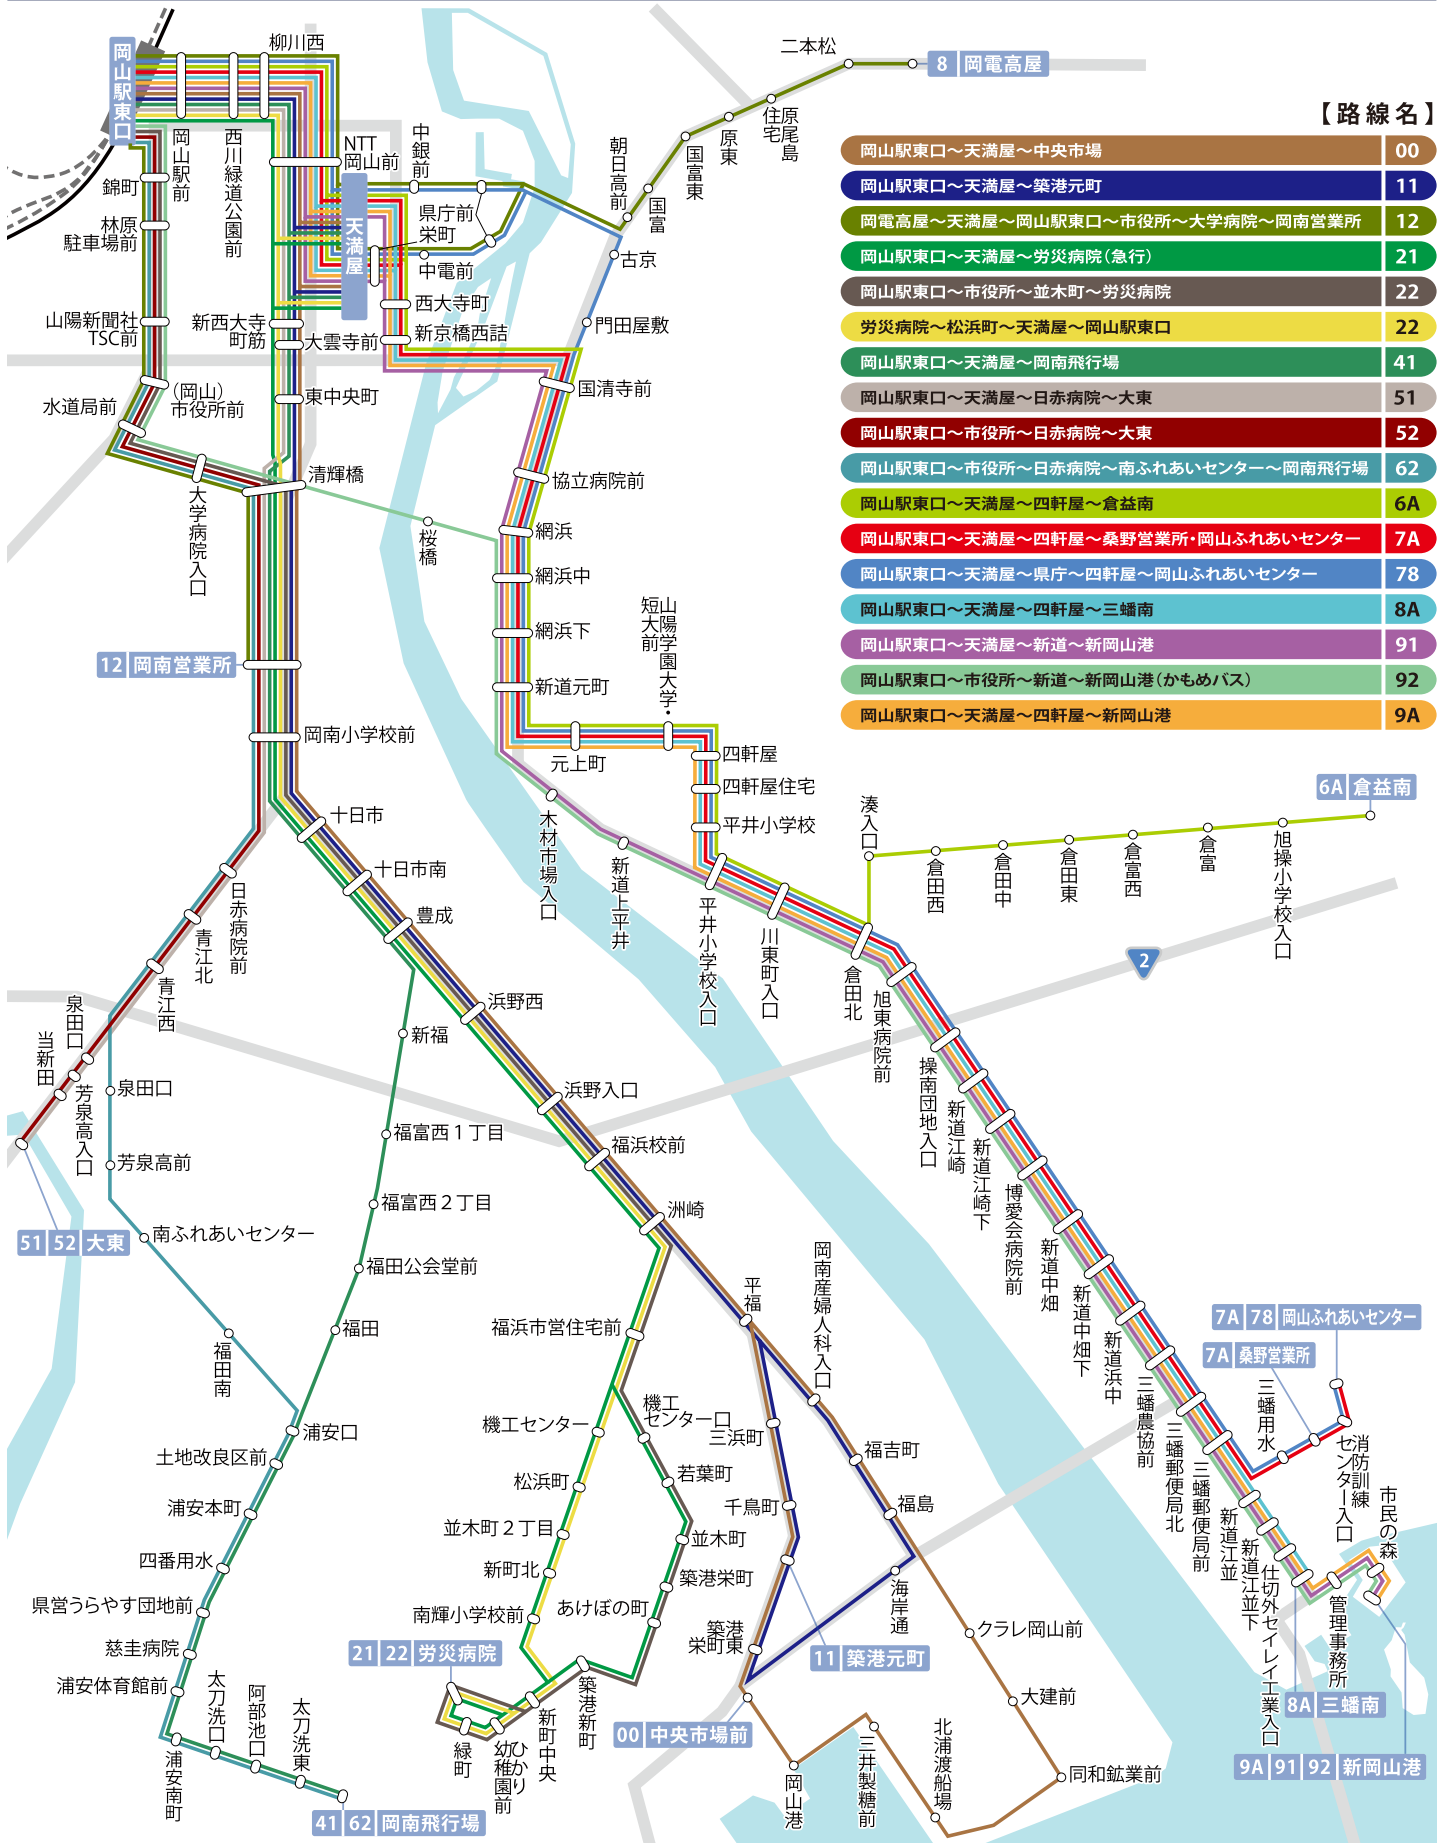 【路線名】
岡山駅東口～天満屋～中央市場 00
岡山駅東口～天満屋～築港元町 11
岡電高屋～天満屋～岡山駅東口～市役所～大学病院～岡南営業所 12
岡山駅東口～天満屋～労災病院(急行) 21
岡山駅東口～市役所～並木町～労災病院 22
労災病院～松浜町～天満屋～岡山駅東口 22
岡山駅東口～天満屋～岡南飛行場 41
岡山駅東口～天満屋～日赤病院～大東 51
岡山駅東口～市役所～日赤病院～大東 52
岡山駅東口～市役所～日赤病院～南ふれあいセンター～岡南飛行場 62
岡山駅東口～天満屋～四軒屋～倉益南 6A
岡山駅東口～天満屋～四軒屋～桑野営業所・岡山ふれあいセンター 7A
岡山駅東口～天満屋～県庁～四軒屋～岡山ふれあいセンター 78
岡山駅東口～天満屋～四軒屋～三蟠南 8A
岡山駅東口～天満屋～新道～新岡山港 91
岡山駅東口～市役所～新道～新岡山港(かもめバス) 92
岡山駅東口～天満屋～四軒屋～新岡山港 9A
岡山駅東口
柳川西
岡山駅前
西川緑道公園前
NTT
岡山前
天満屋
中銀前
県庁前
栄町
中電前
西大寺町
新京橋西詰
錦町
林原
駐車場前
山陽新聞社
TSC前
(岡山)
市役所前
水道局前
大学病院入口
新西大寺
町筋
大雲寺前
東中央町
清輝橋
桜橋
二本松
8 岡電高屋
原尾島
住宅
原東
国富東
国富
朝日高前
古京
門田屋敷
国清寺前
協立病院前
網浜
網浜中
網浜下
新道元町
元上町
山陽学園大学・
短大前
四軒屋
四軒屋住宅
平井小学校
木材市場入口
新道上平井
平井小学校入口
川東町入口
倉田北
湊入口
倉田西
倉田中
倉田東
倉富西
倉富
旭操小学校入口
6A 倉益南
2
旭東病院前
操南団地入口
新道江崎
新道江崎下
博愛会病院前
新道中畑
新道中畑下
新道浜中
三蟠農協前
三蟠郵便局北
三蟠郵便局前
新道江並
新道江並下
仕切外セイレイ工業入口
三蟠用水
7A 78 岡山ふれあいセンター
7A 桑野営業所
消防訓練
センター入口
市民の森
管理事務所
8A 三蟠南
9A 91 92 新岡山港
12 岡南営業所
岡南小学校前
十日市
十日市南
豊成
浜野西
浜野入口
福浜校前
洲崎
日赤病院前
青江北
青江西
泉田口
当新田
芳泉高入口
51 52 大東
泉田口
芳泉高前
南ふれあいセンター
福田南
新福
福富西1丁目
福富西2丁目
福田公会堂前
福田
浦安口
土地改良区前
浦安本町
四番用水
県営うらやす団地前
慈圭病院
浦安体育館前
浦安南町
太刀洗口
阿部池口
太刀洗東
41 62 岡南飛行場
福浜市営住宅前
機工センター
松浜町
並木町2丁目
新町北
南輝小学校前
21 22 労災病院
緑町
ひかり
幼稚園前
新町中央
築港新町
機工
センター口
若葉町
並木町
築港栄町
あけぼの町
平福
三浜町
千鳥町
築港
栄町東
11 築港元町
00 中央市場前
岡南産婦人科入口
福吉町
福島
海岸通
クラレ岡山前
大建前
同和鉱業前
北浦渡船場
三井製糖前
岡山港